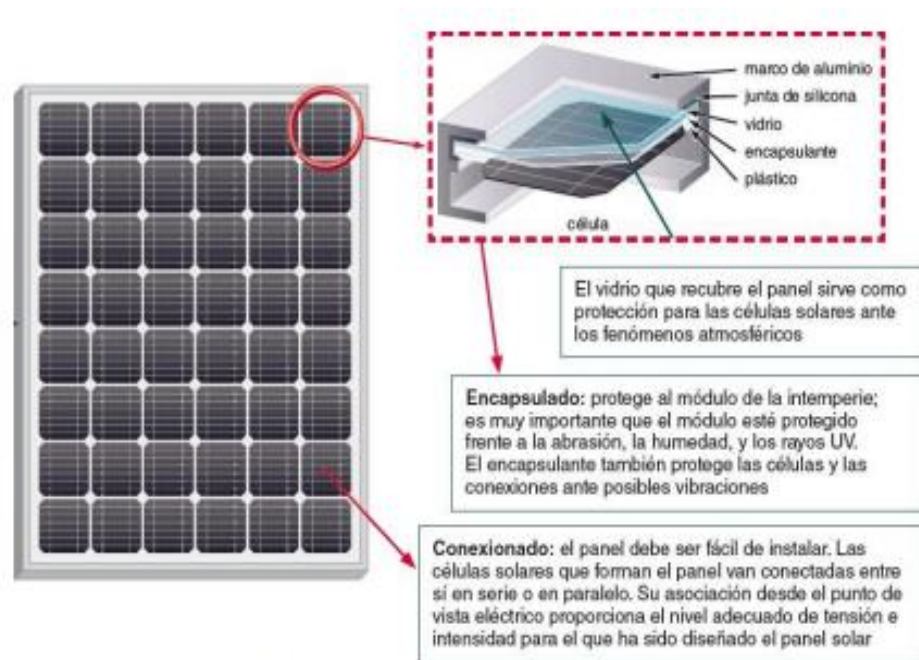 marco de aluminio
junta de silicona
vidrio
encapsulante
plástico
célula
El vidrio que recubre el panel sirve como
protección para las células solares ante
los fenómenos atmosféricos
Encapsulado: protege al módulo de la intemperie;
es muy importante que el módulo esté protegido
frente a la abrasión, la humedad, y los rayos UV.
El encapsulante también protege las células y las
conexiones ante posibles vibraciones
Conexionado: el panel debe ser fácil de instalar. Las
células solares que forman el panel van conectadas entre
sí en serie o en paralelo. Su asociación desde el punto de
vista eléctrico proporciona el nivel adecuado de tensión e
intensidad para el que ha sido diseñado el panel solar